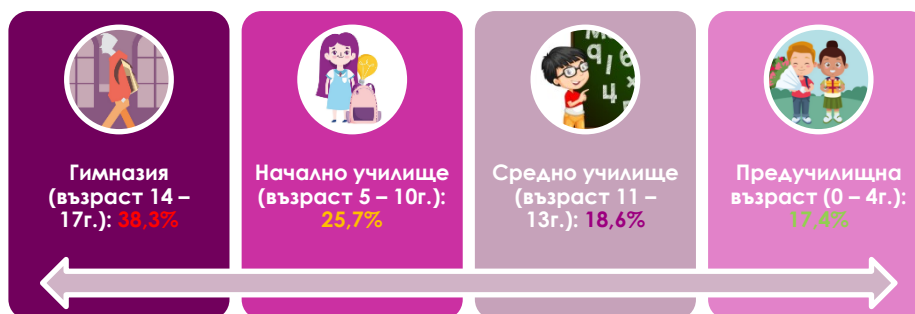 Гимназия
(възраст 14 –
17г.): 38,3%
Начално училище
(възраст 5 – 10г.):
25,7%
Средно училище
(възраст 11 –
13г.): 18,6%
Предучилищна
възраст (0 – 4г.):
17,4%